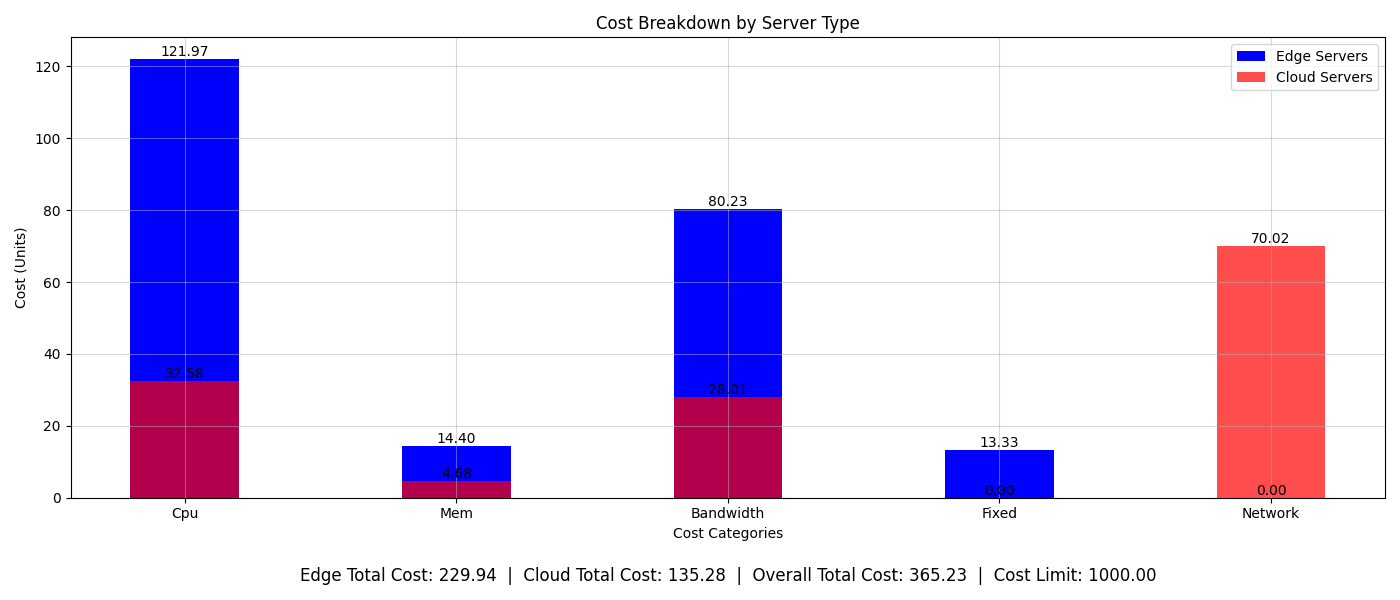 Cost Breakdown by Server Type
121.97
Edge Servers
Cloud Servers
120
100
80.23
80
70.02
60
Cost (Units)
40
32.58
28.01
20
14.40
13.33
4.68
0.00
0.00
0
Cpu
Mem
Bandwidth
Fixed
Network
Cost Categories
Edge Total Cost: 229.94 | Cloud Total Cost: 135.28 | Overall Total Cost: 365.23 | Cost Limit: 1000.00